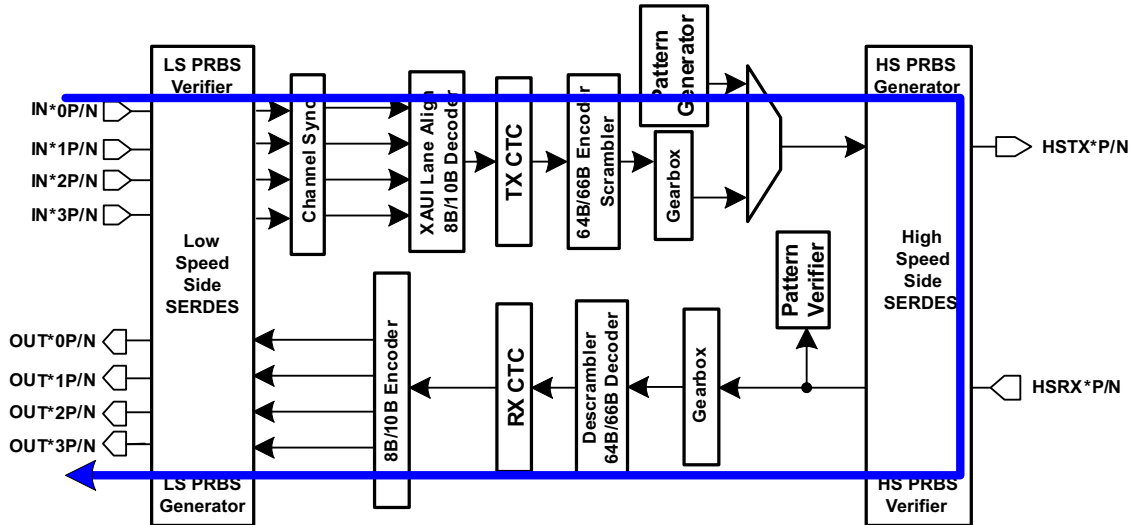 LS PRBS
Verifier
IN*0P/N
IN*1P/N
IN*2P/N
IN*3P/N
Low
Speed
Side
SERDES
OUT*0P/N
OUT*1P/N
OUT*2P/N
OUT*3P/N
LS PRBS
Generator
Channel Sync
XAUI Lane Align
8B/10B Decoder
TX CTC
64B/66B Encoder
Scrambler
Gearbox
Pattern
Generator
8B/10B Encoder
RX CTC
Descrambler
64B/66B Decoder
Gearbox
Pattern
Verifier
HS PRBS
Generator
High
Speed
Side
SERDES
HS PRBS
Verifier
HSTX*P/N
HSRX*P/N